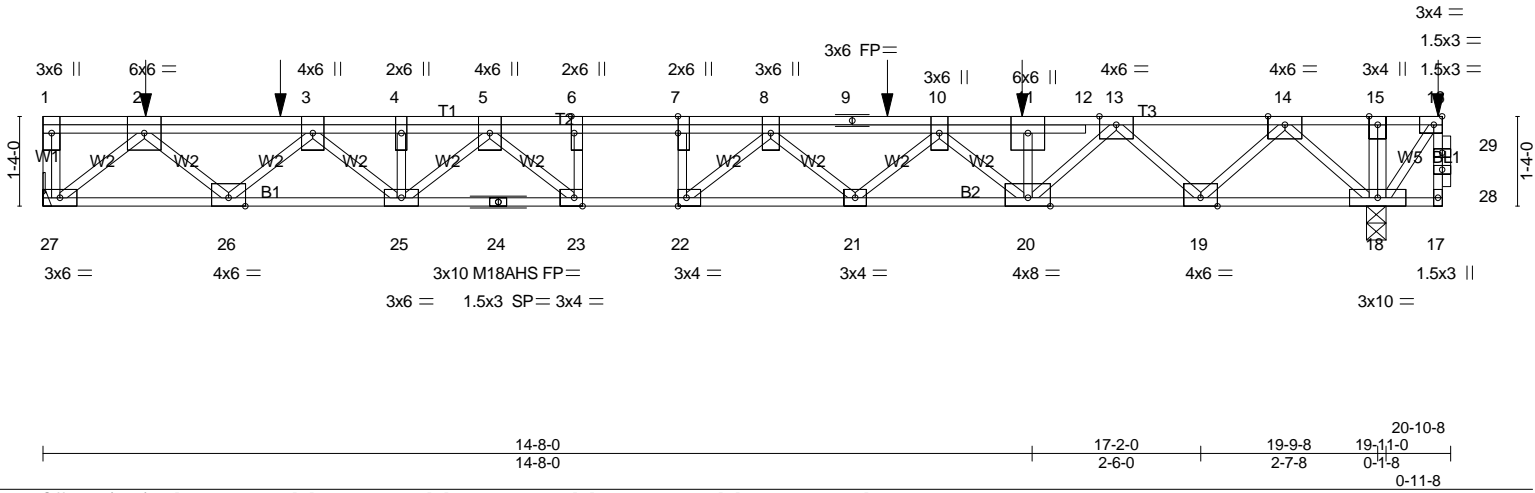 3x4 =
1.5x3 =
3x6 FP=
3x6 || 6x6 = 4x6 || 2x6 || 4x6 || 2x6 || 2x6 || 3x6 || 3x6 || 6x6 || 4x6 = 4x6 = 3x4 || 1.5x3 =
1 2 3 4 5 6 7 8 9 10 11 12 13 14 15 16
T1 T2 T3
1-4-0 W1 W2 W2 W2 W2 W2 W2 W2 W2 W2 W5 BL1 29 1-4-0
B1 B2 28
27 26 25 24 23 22 21 20 19 18 17
3x6 = 4x6 = 3x10 M18AHS FP= 3x4 = 3x4 = 4x8 = 4x6 = 1.5x3 ||
3x6 = 1.5x3 SP= 3x4 = 3x10 =
20-10-8
14-8-0 17-2-0 19-9-8 19-11-0
14-8-0 2-6-0 2-7-8 0-1-8
0-11-8